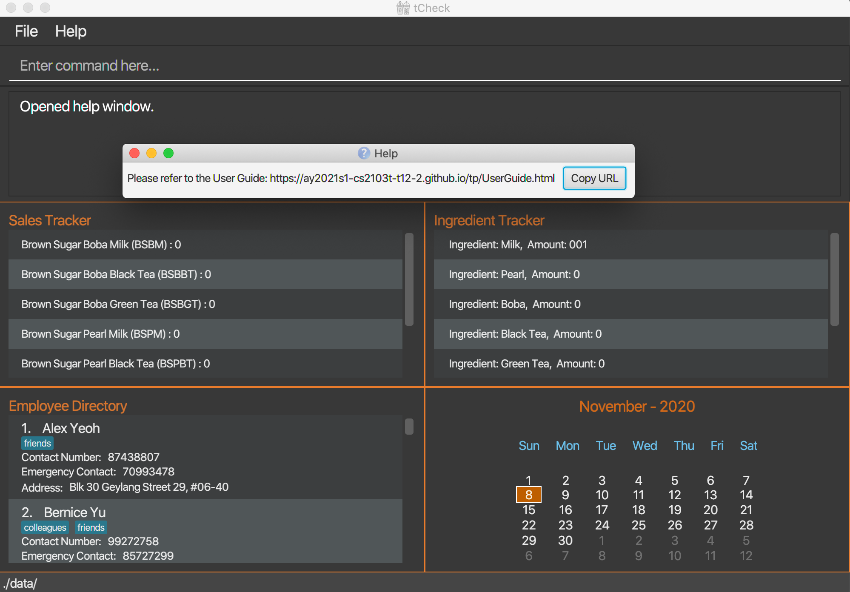 tCheck
File Help
Enter command here...
Opened help window.
Help
Please refer to the User Guide: https://ay2021s1-cs2103t-t12-2.github.io/tp/UserGuide.html Copy URL
Sales Tracker
Brown Sugar Boba Milk (BSBM) : 0
Brown Sugar Boba Black Tea (BSBBT) : 0
Brown Sugar Boba Green Tea (BSBGT) : 0
Brown Sugar Pearl Milk (BSPM) : 0
Brown Sugar Pearl Black Tea (BSPBT) : 0
Ingredient Tracker
Ingredient: Milk, Amount: 001
Ingredient: Pearl, Amount: 0
Ingredient: Boba, Amount: 0
Ingredient: Black Tea, Amount: 0
Ingredient: Green Tea, Amount: 0
Employee Directory
1. Alex Yeoh
friends
Contact Number: 87438807
Emergency Contact: 70993478
Address: Blk 30 Geylang Street 29, #06-40
2. Bernice Yu
colleagues friends
Contact Number: 99272758
Emergency Contact: 85727299
November - 2020
Sun Mon Tue Wed Thu Fri Sat
1 2 3 4 5 6 7
8 9 10 11 12 13 14
15 16 17 18 19 20 21
22 23 24 25 26 27 28
29 30 1 2 3 4 5
6 7 8 9 10 11 12
./data/